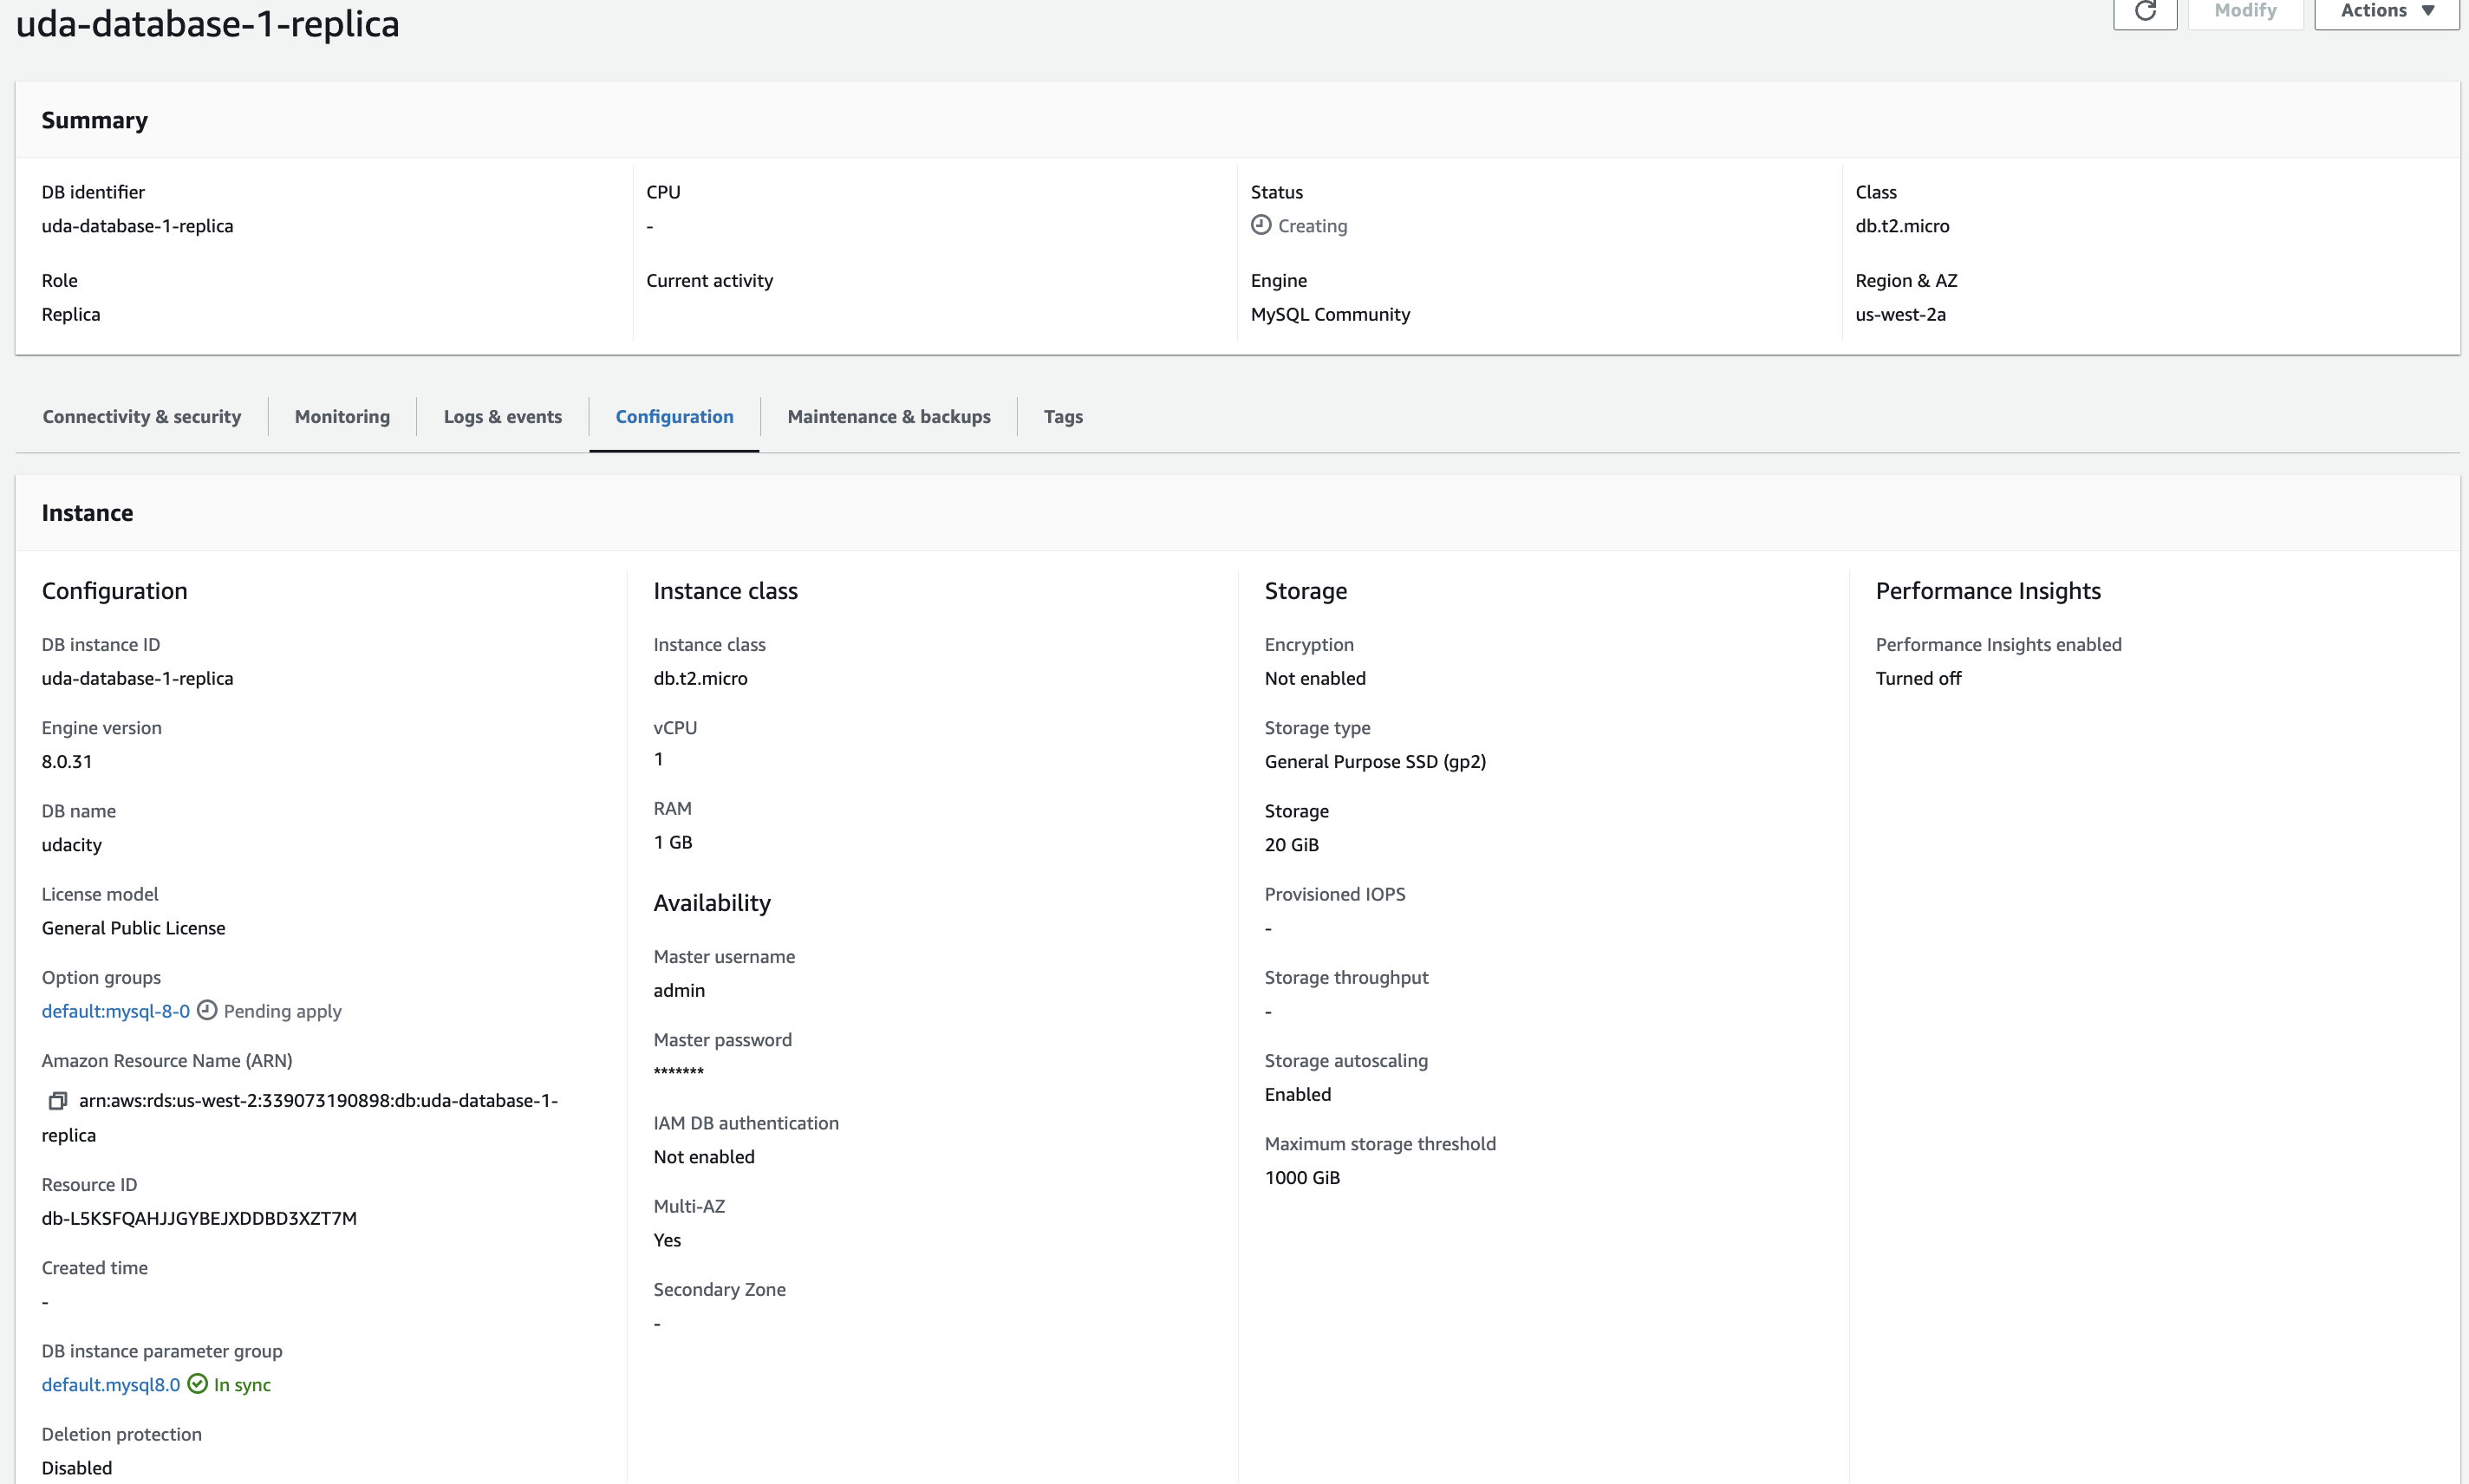 uda-database-1-replica
Modify
Actions
Summary
DB identifier
uda-database-1-replica
CPU
-
Status
Creating
Class
db.t2.micro
Role
Replica
Current activity
Engine
MySQL Community
Region & AZ
us-west-2a
Connectivity & security
Monitoring
Logs & events
Configuration
Maintenance & backups
Tags
Instance
Configuration
DB instance ID
uda-database-1-replica
Engine version
8.0.31
DB name
udacity
License model
General Public License
Option groups
default:mysql-8-0 Pending apply
Amazon Resource Name (ARN)
arn:aws:rds:us-west-2:339073190898:db:uda-database-1-
replica
Resource ID
db-L5KSFQAHJJGYBEJXDDBD3XZT7M
Created time
-
DB instance parameter group
default.mysql8.0 In sync
Deletion protection
Disabled
Instance class
Instance class
db.t2.micro
vCPU
1
RAM
1 GB
Availability
Master username
admin
Master password
*******
IAM DB authentication
Not enabled
Multi-AZ
Yes
Secondary Zone
-
Storage
Encryption
Not enabled
Storage type
General Purpose SSD (gp2)
Storage
20 GiB
Provisioned IOPS
-
Storage throughput
-
Storage autoscaling
Enabled
Maximum storage threshold
1000 GiB
Performance Insights
Performance Insights enabled
Turned off